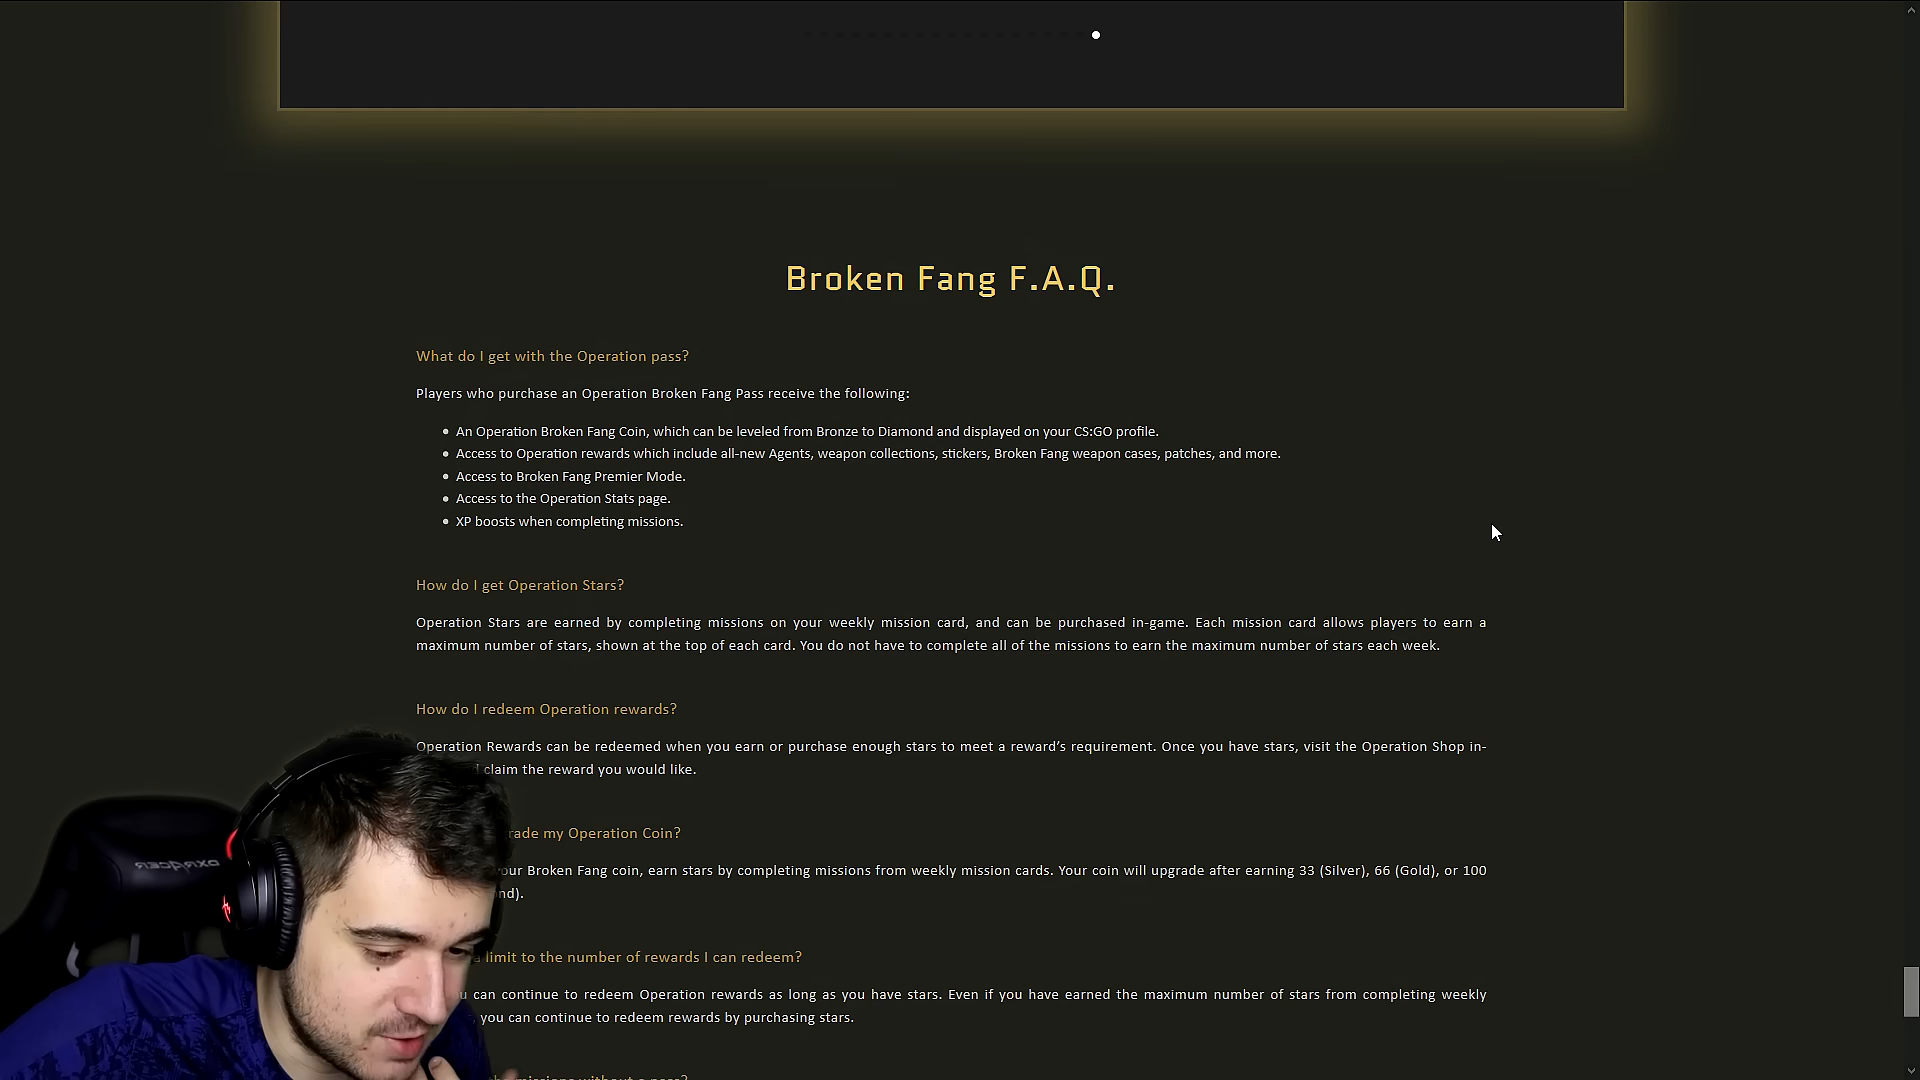 Broken Fang F.A.Q.
What do I get with the Operation pass?
Players who purchase an Operation Broken Fang Pass receive the following:
An Operation Broken Fang Coin, which can be leveled from Bronze to Diamond and displayed on your CS:GO profile.
Access to Operation rewards which include all-new Agents, weapon collections, stickers, Broken Fang weapon cases, patches, and more.
Access to Broken Fang Premier Mode.
Access to the Operation Stats page.
XP boosts when completing missions.
How do I get Operation Stars?
Operation Stars are earned by completing missions on your weekly mission card, and can be purchased in-game. Each mission card allows players to earn a
maximum number of stars, shown at the top of each card. You do not have to complete all of the missions to earn the maximum number of stars each week.
How do I redeem Operation rewards?
Operation Rewards can be redeemed when you earn or purchase enough stars to meet a reward's requirement. Once you have stars, visit the Operation Shop in-
claim the reward you would like.
my Operation Coin?
Broken Fang coin, earn stars by completing missions from weekly mission cards. Your coin will upgrade after earning 33 (Silver), 66 (Gold), or 100
limit to the number of rewards I can redeem?
can continue to redeem Operation rewards as long as you have stars. Even if you have earned the maximum number of stars from completing weekly
you can continue to redeem rewards by purchasing stars.
DXRACER